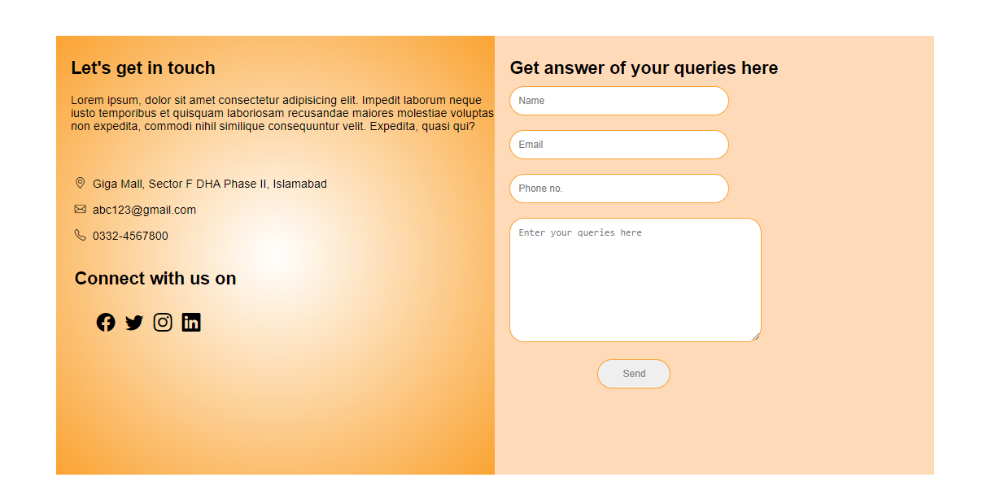 Let's get in touch
Lorem ipsum, dolor sit amet consectetur adipisicing elit. Impedit laborum neque
iusto temporibus et quisquam laboriosam recusandae maiores molestiae voluptas
non expedita, commodi nihil similique consequuntur velit. Expedita, quasi qui?
Giga Mall, Sector F DHA Phase II, Islamabad
abc123@gmail.com
0332-4567800
Connect with us on
Get answer of your queries here
Name
Email
Phone no.
Enter your queries here
Send